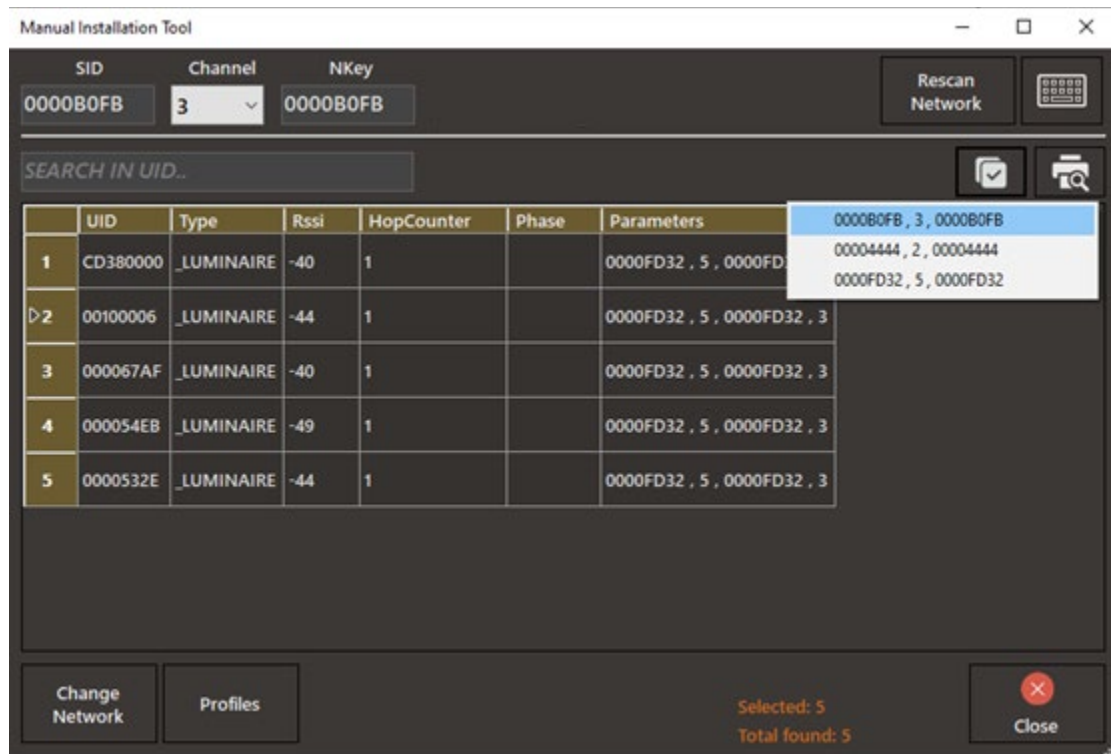 Manual Installation Tool
SID Channel NKey
0000B0FB 3 0000B0FB
Rescan
Network
SEARCH IN UID..
UID Type Rssi HopCounter Phase Parameters
0000B0FB , 3 , 0000B0FB
00004444 , 2 , 00004444
0000FD32 , 5 , 0000FD32
1 CD380000 _LUMINAIRE -40 1 0000FD32 , 5 , 0000FD
2 00100006 _LUMINAIRE -44 1 0000FD32 , 5 , 0000FD32 , 3
3 000067AF _LUMINAIRE -40 1 0000FD32 , 5 , 0000FD32 , 3
4 000054EB _LUMINAIRE -49 1 0000FD32 , 5 , 0000FD32 , 3
5 0000532E _LUMINAIRE -44 1 0000FD32 , 5 , 0000FD32 , 3
Change
Network
Profiles
Selected: 5
Total found: 5
Close